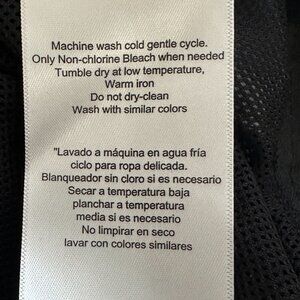 Machine wash cold gentle cycle.
Only Non-chlorine Bleach when needed
Tumble dry at low temperature,
Warm iron
Do not dry-clean
Wash with similar colors
"Lavado a máquina en agua fría
ciclo para ropa delicada.
Blanqueador sin cloro si es necesario
Secar a temperatura baja
planchar a temperatura
media si es necesario
No limpirar en seco
lavar con colores similares